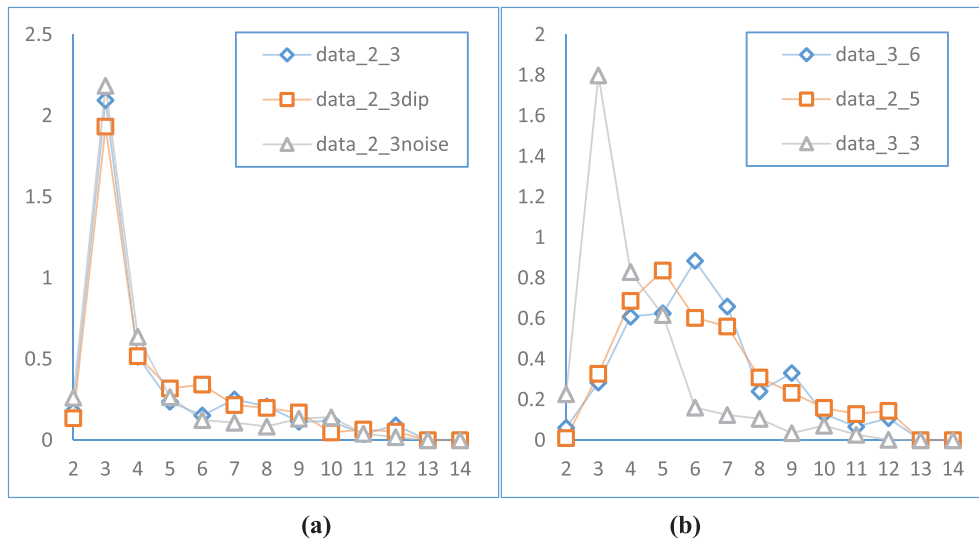 2.5
2
1.5
1
0.5
0
2 3 4 5 6 7 8 9 10 11 12 13 14
data_2_3
data_2_3dip
data_2_3noise
(a)
2
1.8
1.6
1.4
1.2
1
0.8
0.6
0.4
0.2
0
2 3 4 5 6 7 8 9 10 11 12 13 14
data_3_6
data_2_5
data_3_3
(b)